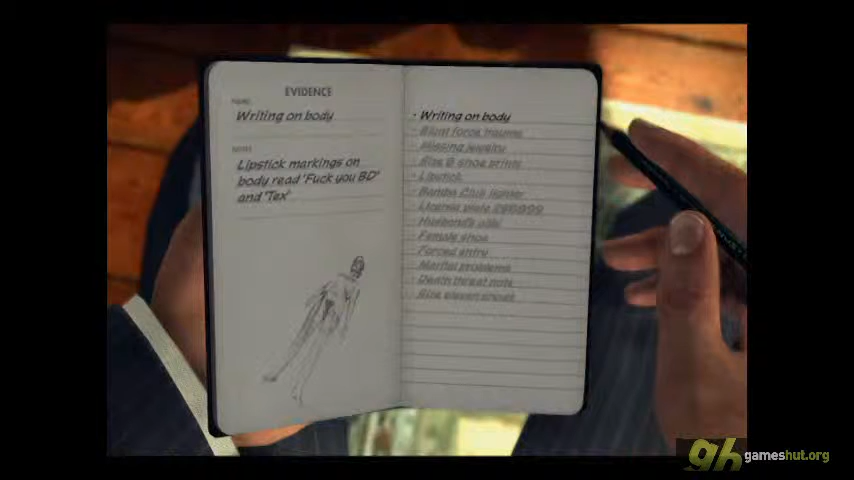 EVIDENCE
NAME
Writing on body
NOTES
Lipstick markings on
body read 'Fuck you BD'
and 'Tex'
- Writing on body
- Blunt force trauma
- Missing jewelry
- Size 8 shoe prints
- Lipstick
- Bamba Club lighter
- License plate
- Husband's alibi
- Female shoe
- Forced entry
- Marital problems
- Death threat note
- Size eleven shoes
gh gameshut.org